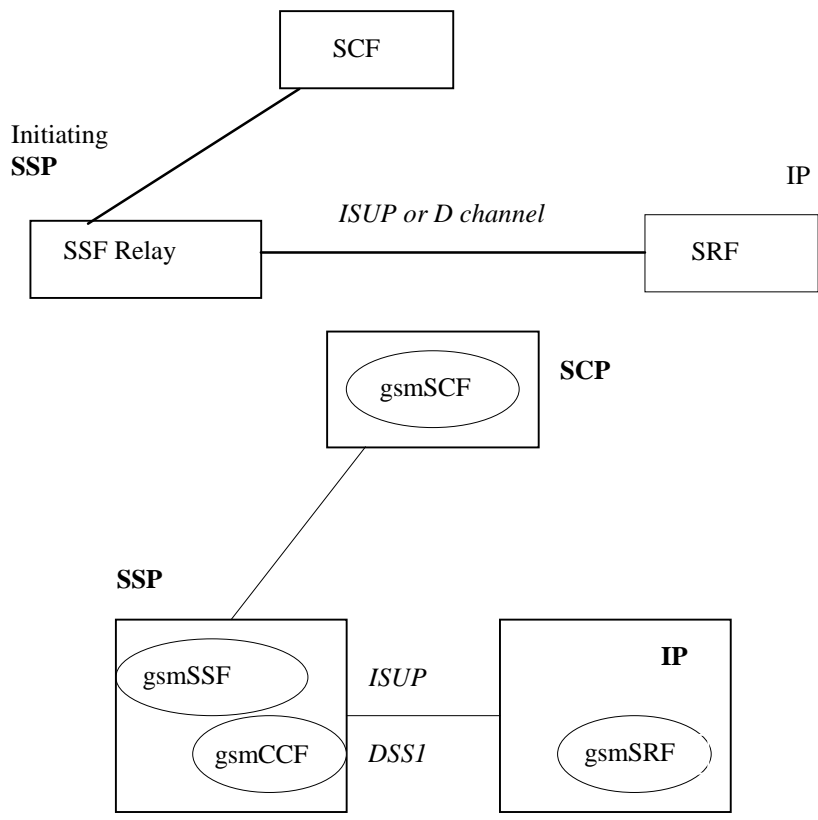 SCF
Initiating
SSP
IP
ISUP or D channel
SSF Relay
SRF
SCP
gsmSCF
SSP
IP
gsmSSF
ISUP
gsmCCF
DSS1
gsmSRF